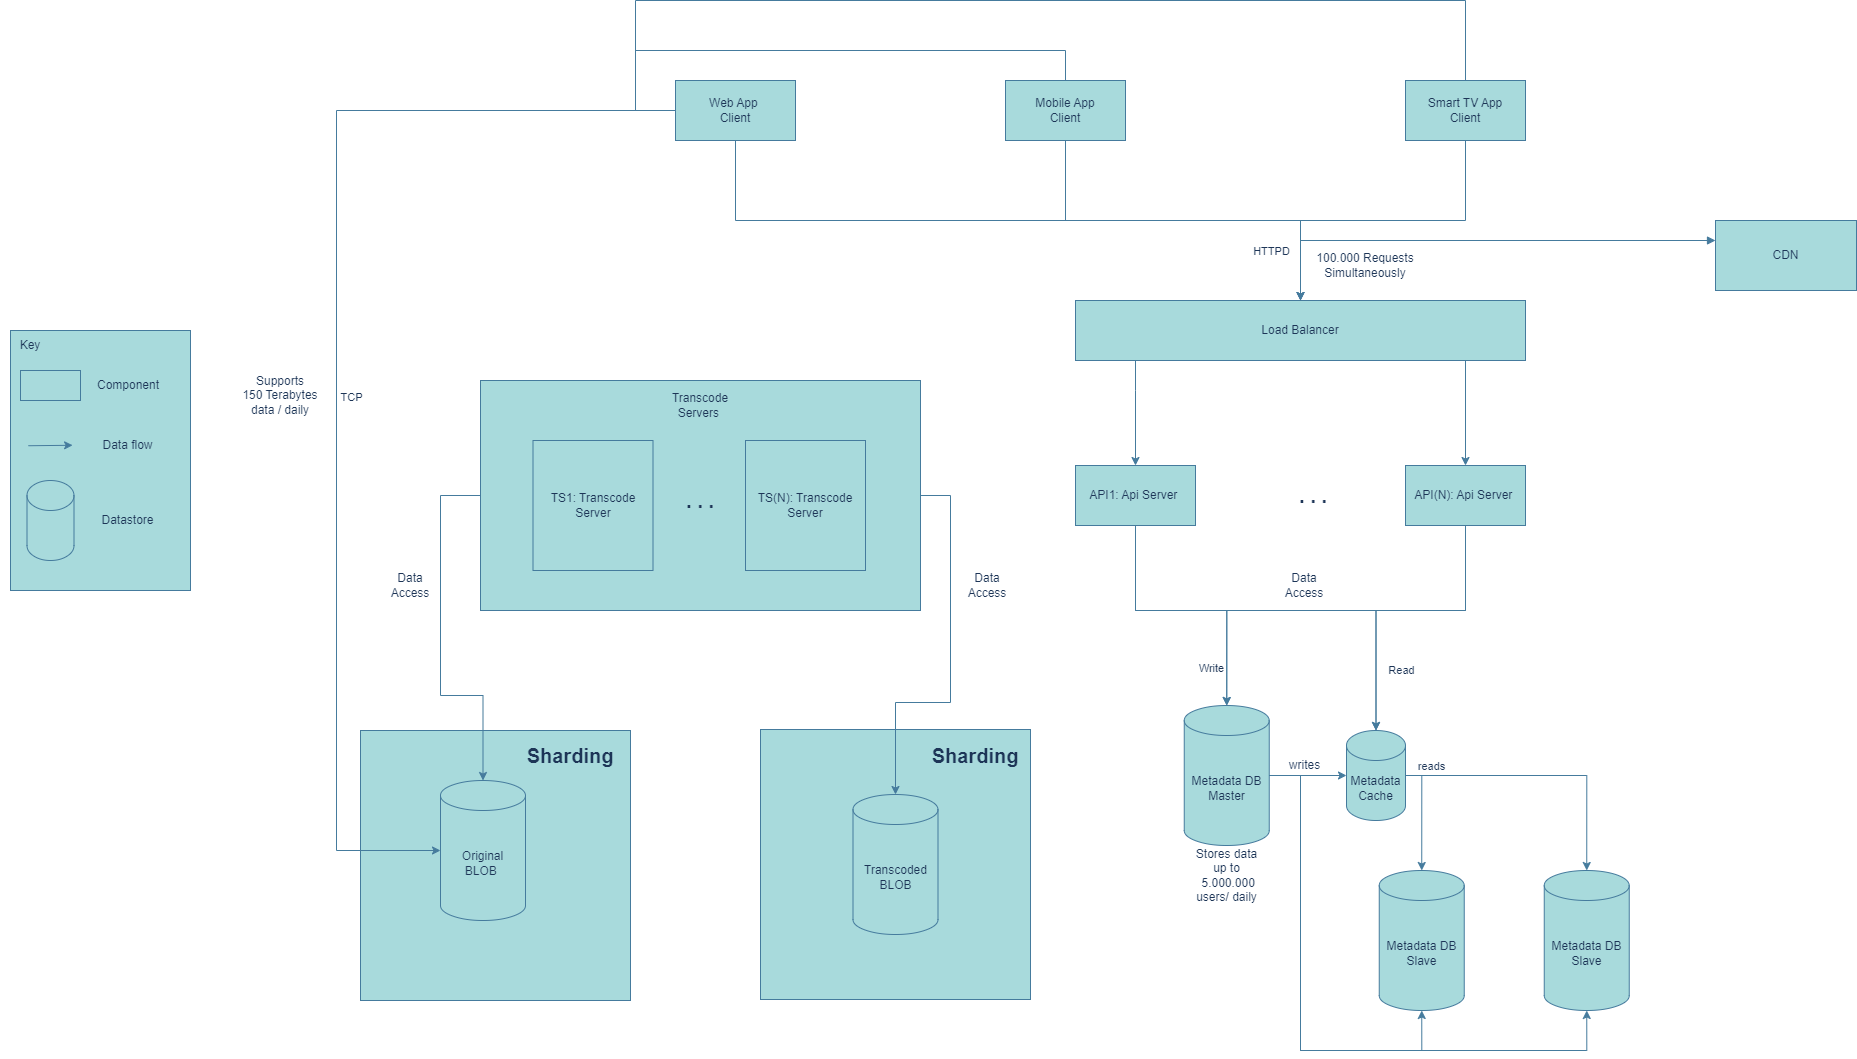 Web App
Client
Mobile App
Client
Smart TV App
Client
HTTPD
100.000 Requests
Simultaneously
CDN
Load Balancer
Key
Component
Data flow
Datastore
Supports
150 Terabytes
data / daily
TCP
Transcode
Servers
TS1: Transcode
Server
. . .
TS(N): Transcode
Server
API1: Api Server
. . .
API(N): Api Server
Data
Access
Data
Access
Data
Access
Write
Read
Sharding
Original
BLOB
Sharding
Transcoded
BLOB
Metadata DB
Master
writes
Metadata
Cache
reads
Stores data
up to
5.000.000
users/ daily
Metadata DB
Slave
Metadata DB
Slave